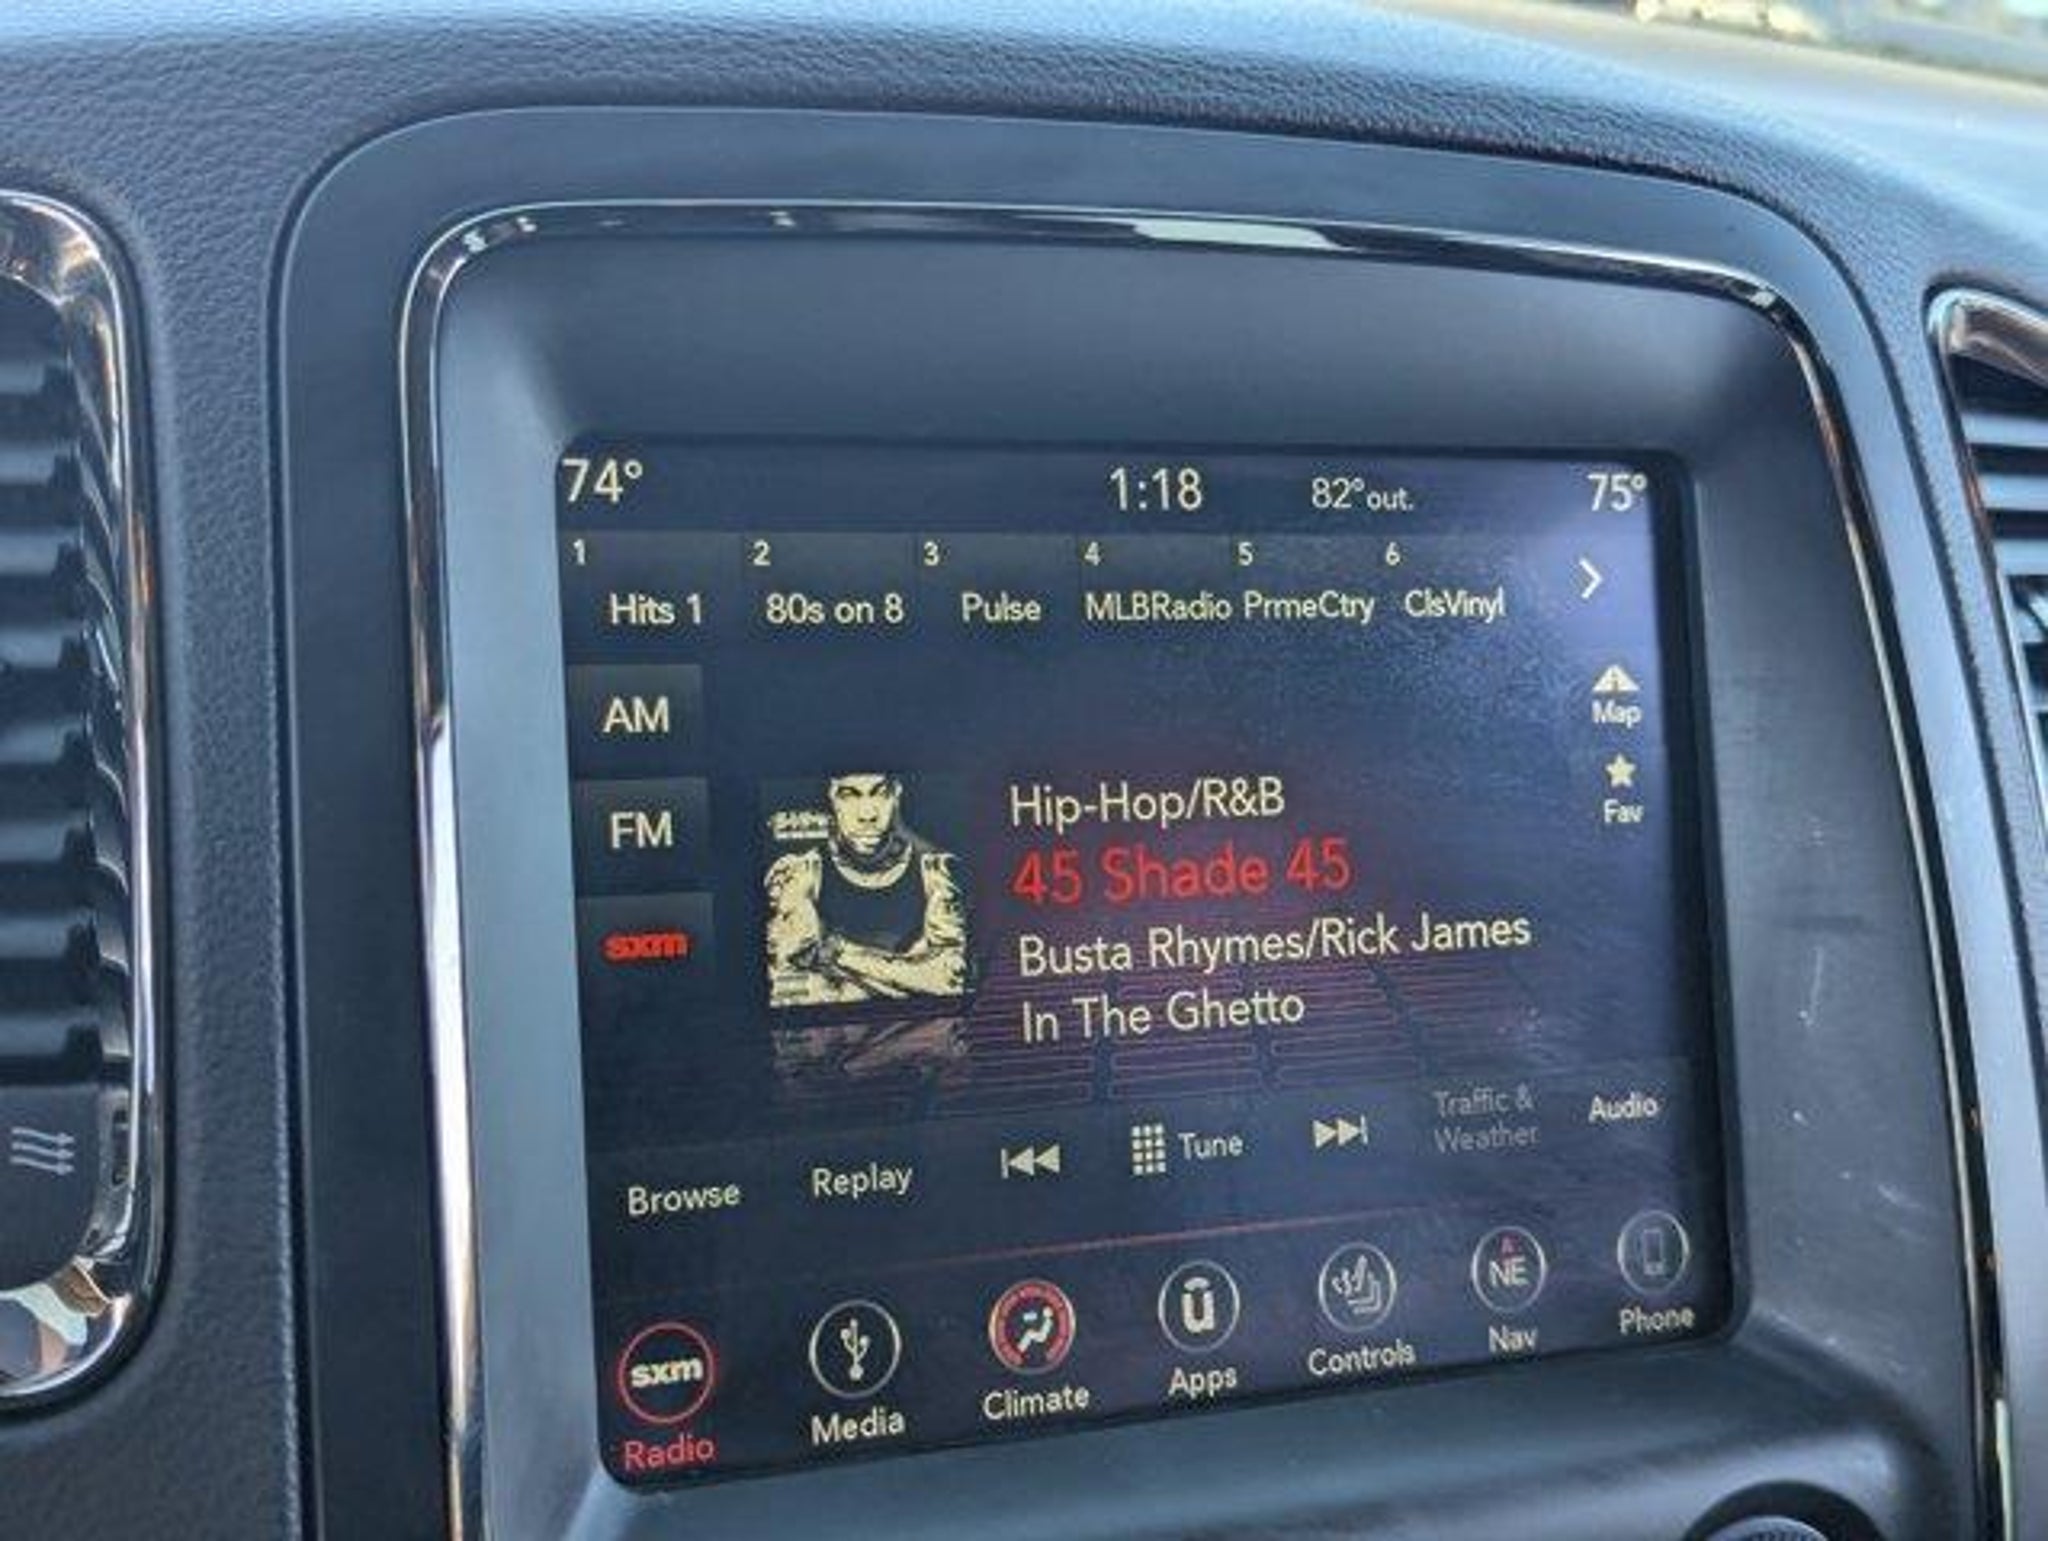 74° 1:18 82°out. 75°
1 2 3 4 5 6
Hits 1 80s on 8 Pulse MLBRadio PrmeCtry ClsVinyl
AM
Map
FM
Fav
sxm
Hip-Hop/R&B
45 Shade 45
Busta Rhymes/Rick James
In The Ghetto
Browse Replay Tune Traffic & Audio
Weather
sxm NE
Radio Media Climate Apps Controls Nav Phone